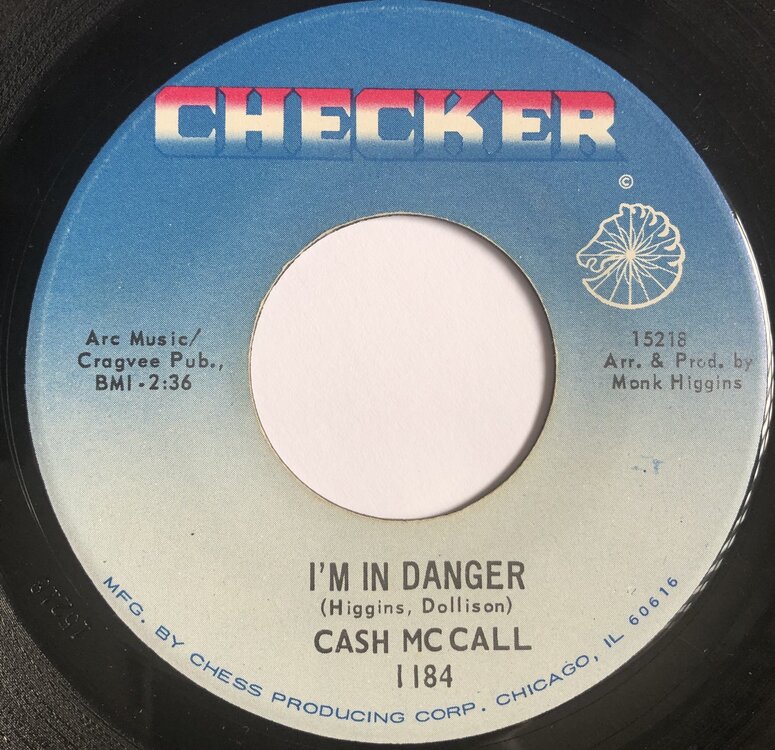 CHECKER
©
Arc Music/
Cragvee Pub.,
BMI - 2:36
15218
Arr. & Prod. by
Monk Higgins
I'M IN DANGER
(Higgins, Dollison)
CASH MC CALL
1184
MFG. BY CHESS PRODUCING CORP. CHICAGO, IL 60616